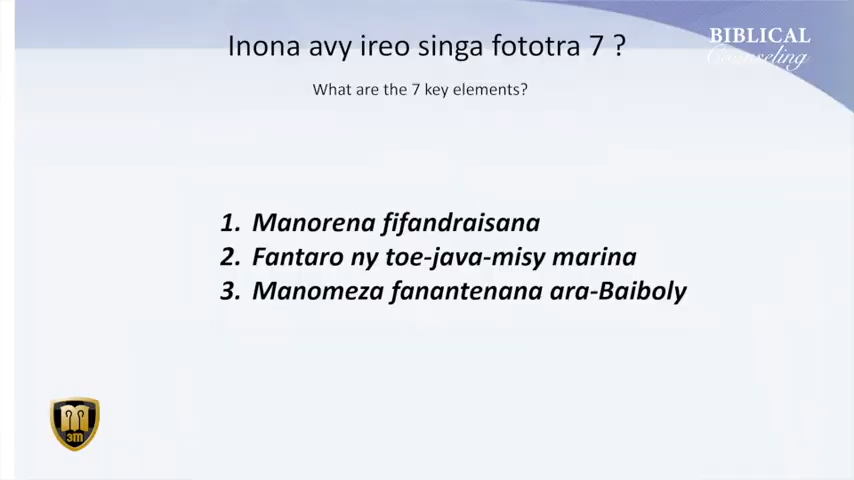 Inona avy ireo singa fototra 7 ?
BIBLICAL
Counseling
What are the 7 key elements?
1. Manorena fifandraisana
2. Fantaro ny toe-java-misy marina
3. Manomeza fanantenana ara-Baiboly
3M